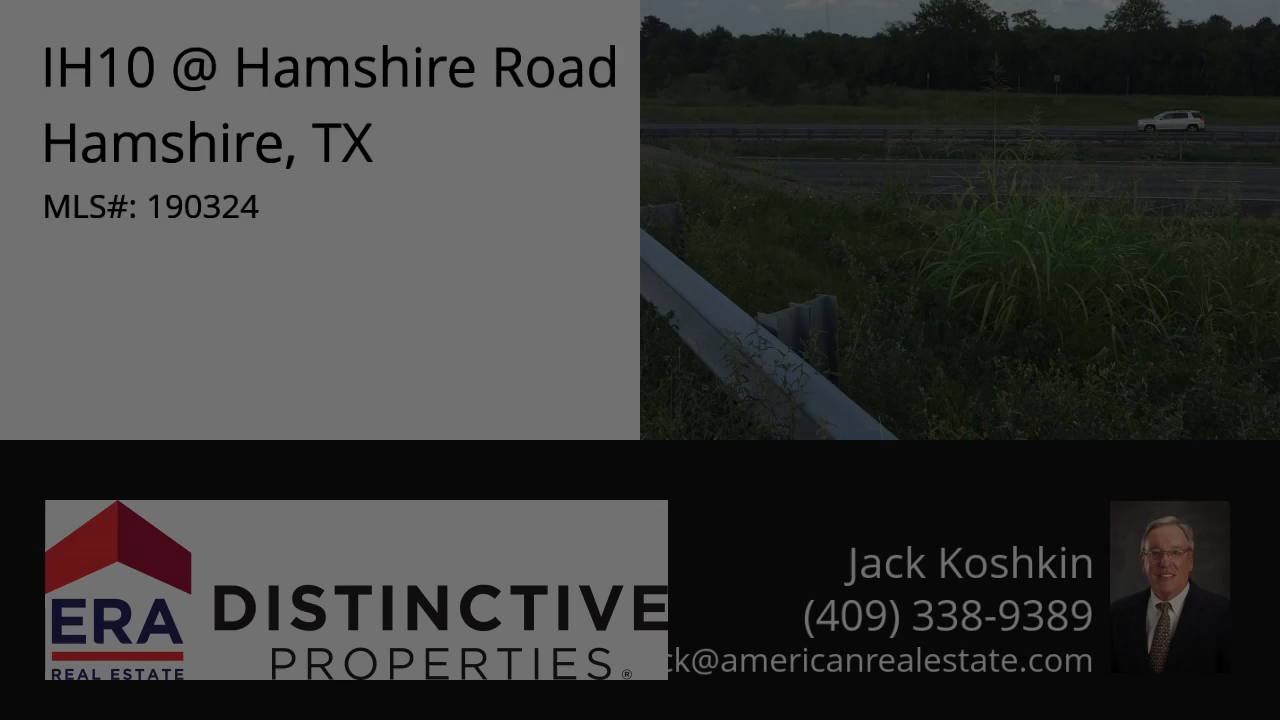 IH10 @ Hamshire Road
Hamshire, TX
MLS#: 190324
ERA
REAL ESTATE
DISTINCTIVE
PROPERTIES®
Jack Koshkin
(409) 338-9389
ck@americanrealestate.com